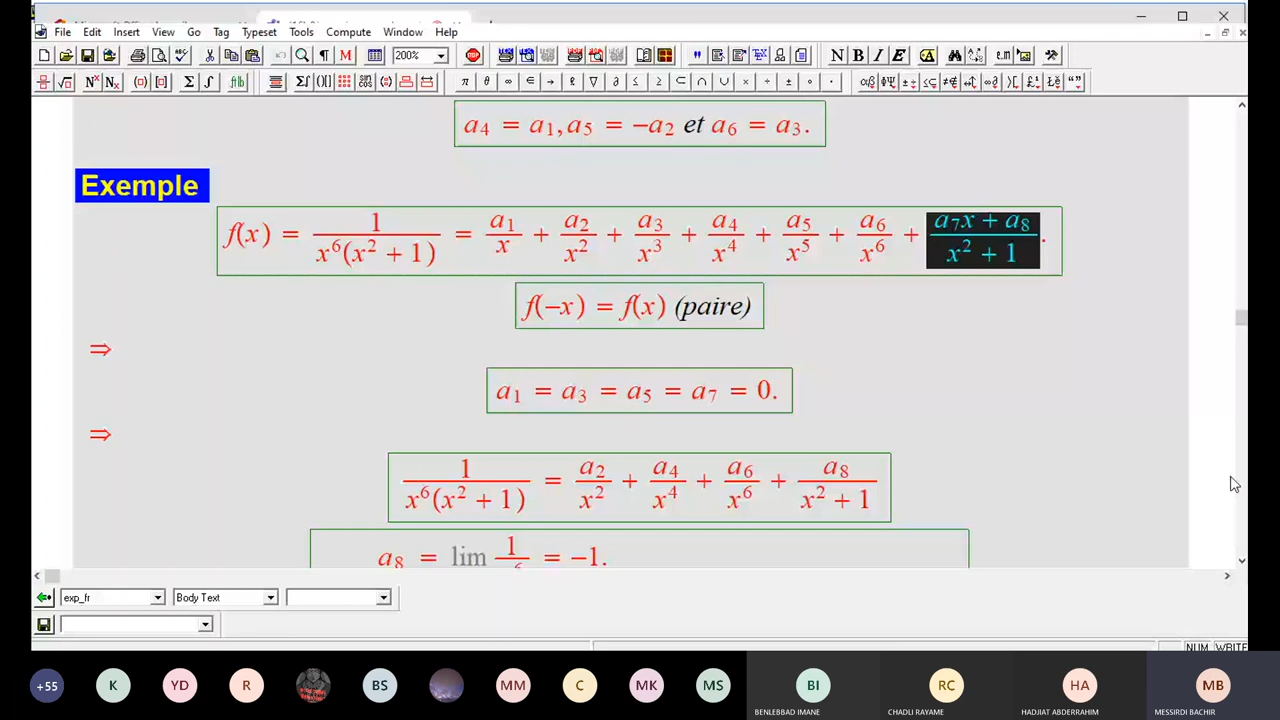 File Edit Insert View Go Tag Typeset Tools Compute Window Help
200%
a₄ = a₁, a₅ = −a₂ et a₆ = a₃.
Exemple
f(x) = 1/(x⁶(x² + 1)) = a₁/x + a₂/x² + a₃/x³ + a₄/x⁴ + a₅/x⁵ + a₆/x⁶ + (a₇x + a₈)/(x² + 1).
f(−x) = f(x) (paire)
⇒
a₁ = a₃ = a₅ = a₇ = 0.
⇒
1/(x⁶(x² + 1)) = a₂/x² + a₄/x⁴ + a₆/x⁶ + a₈/(x² + 1)
a₈ = lim 1/ = −1.
exp_fr Body Text
NUM WRITE
+55 K YD R BS MM C MK MS BI RC HA MB
BENLEBBAD IMANE CHADLI RAYAME HADJIAT ABDERRAHIM MESSIRDI BACHIR